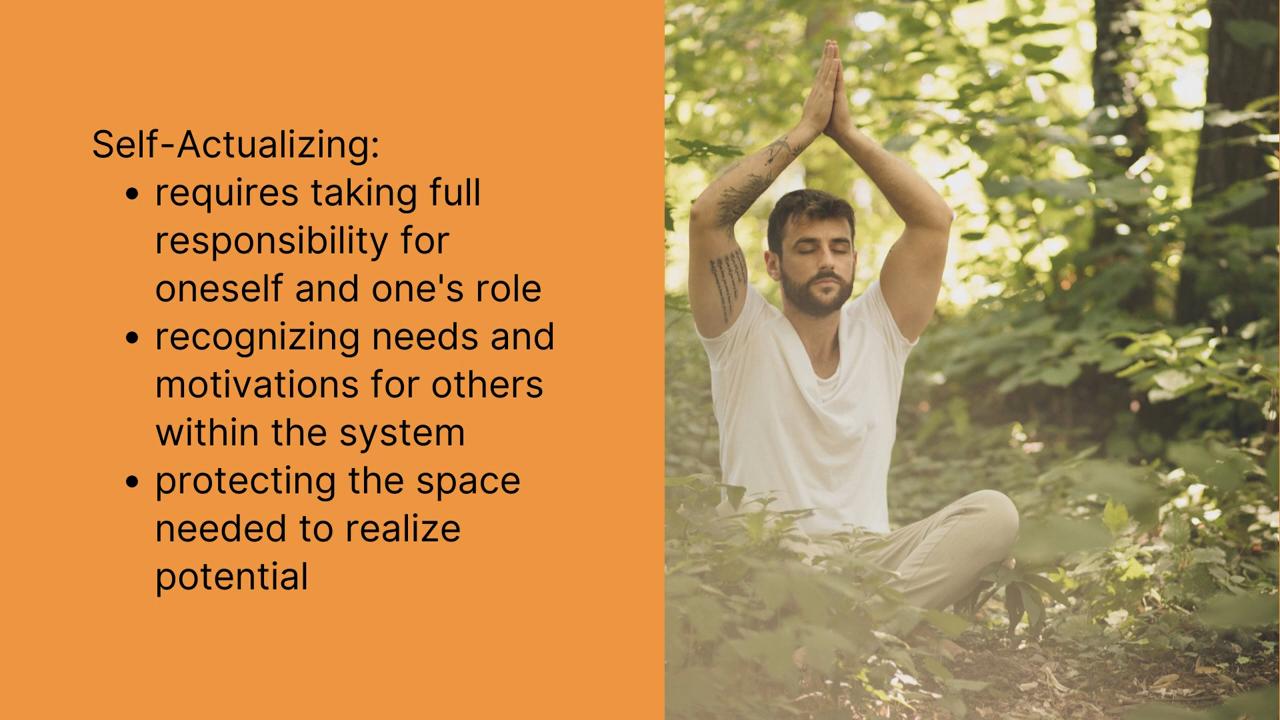 Self-Actualizing:
• requires taking full
responsibility for
oneself and one's role
• recognizing needs and
motivations for others
within the system
• protecting the space
needed to realize
potential